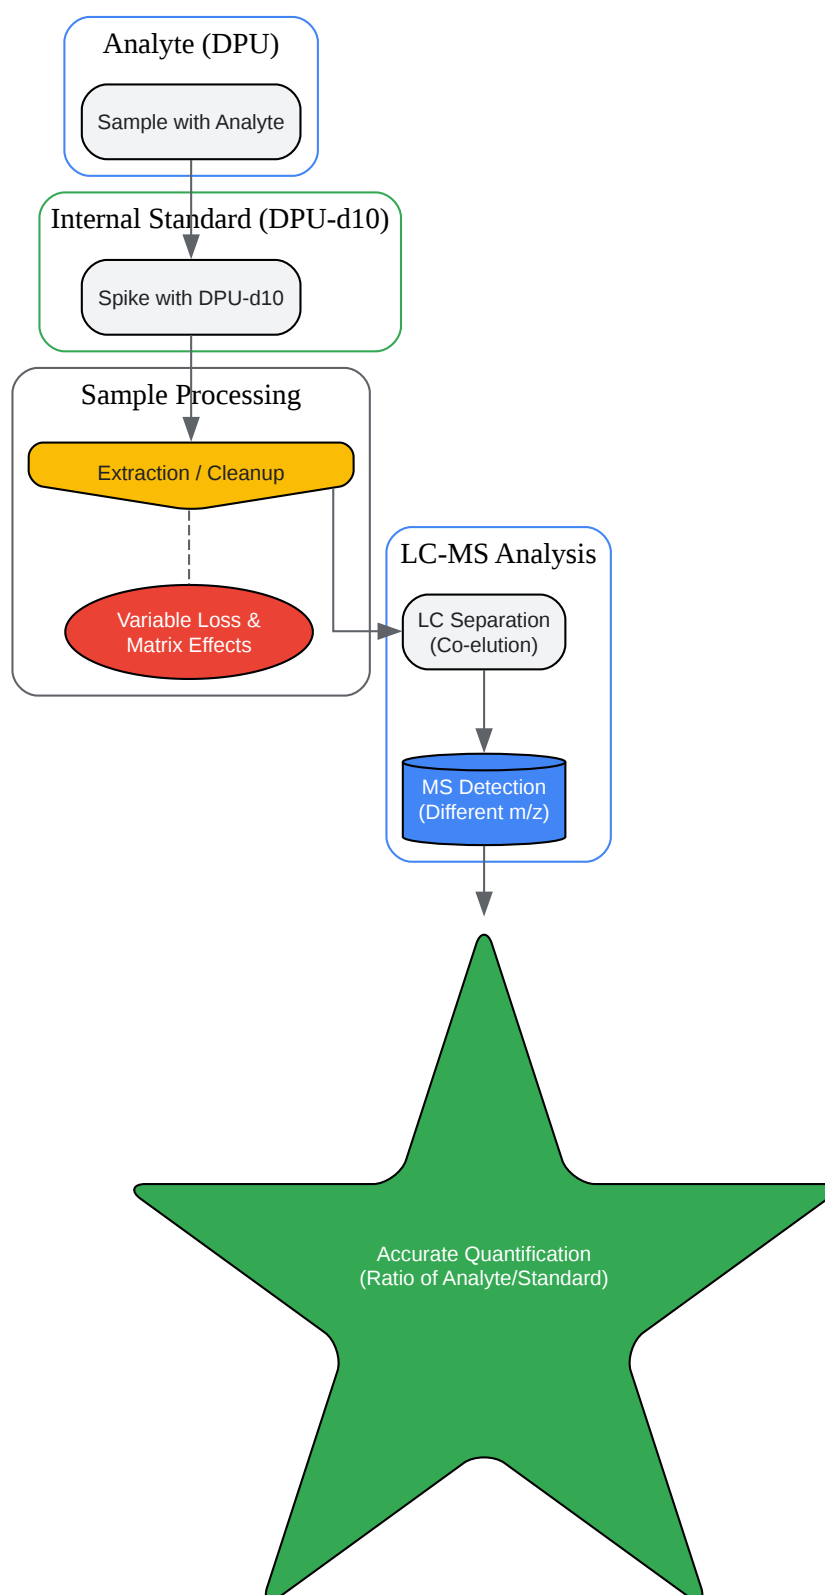 Analyte (DPU)
Sample with Analyte
Internal Standard (DPU-d10)
Spike with DPU-d10
Sample Processing
Extraction / Cleanup
Variable Loss &
Matrix Effects
LC-MS Analysis
LC Separation
(Co-elution)
MS Detection
(Different m/z)
Accurate Quantification
(Ratio of Analyte/Standard)